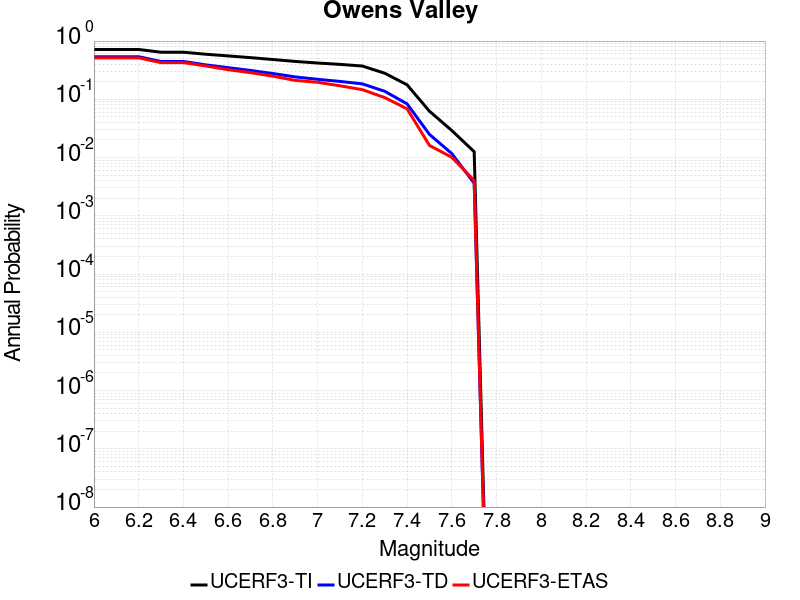 Owens Valley
10^0
10^-1
10^-2
10^-3
10^-4
10^-5
10^-6
10^-7
10^-8
Annual Probability
6 6.2 6.4 6.6 6.8 7 7.2 7.4 7.6 7.8 8 8.2 8.4 8.6 8.8 9
Magnitude
UCERF3-TI UCERF3-TD UCERF3-ETAS